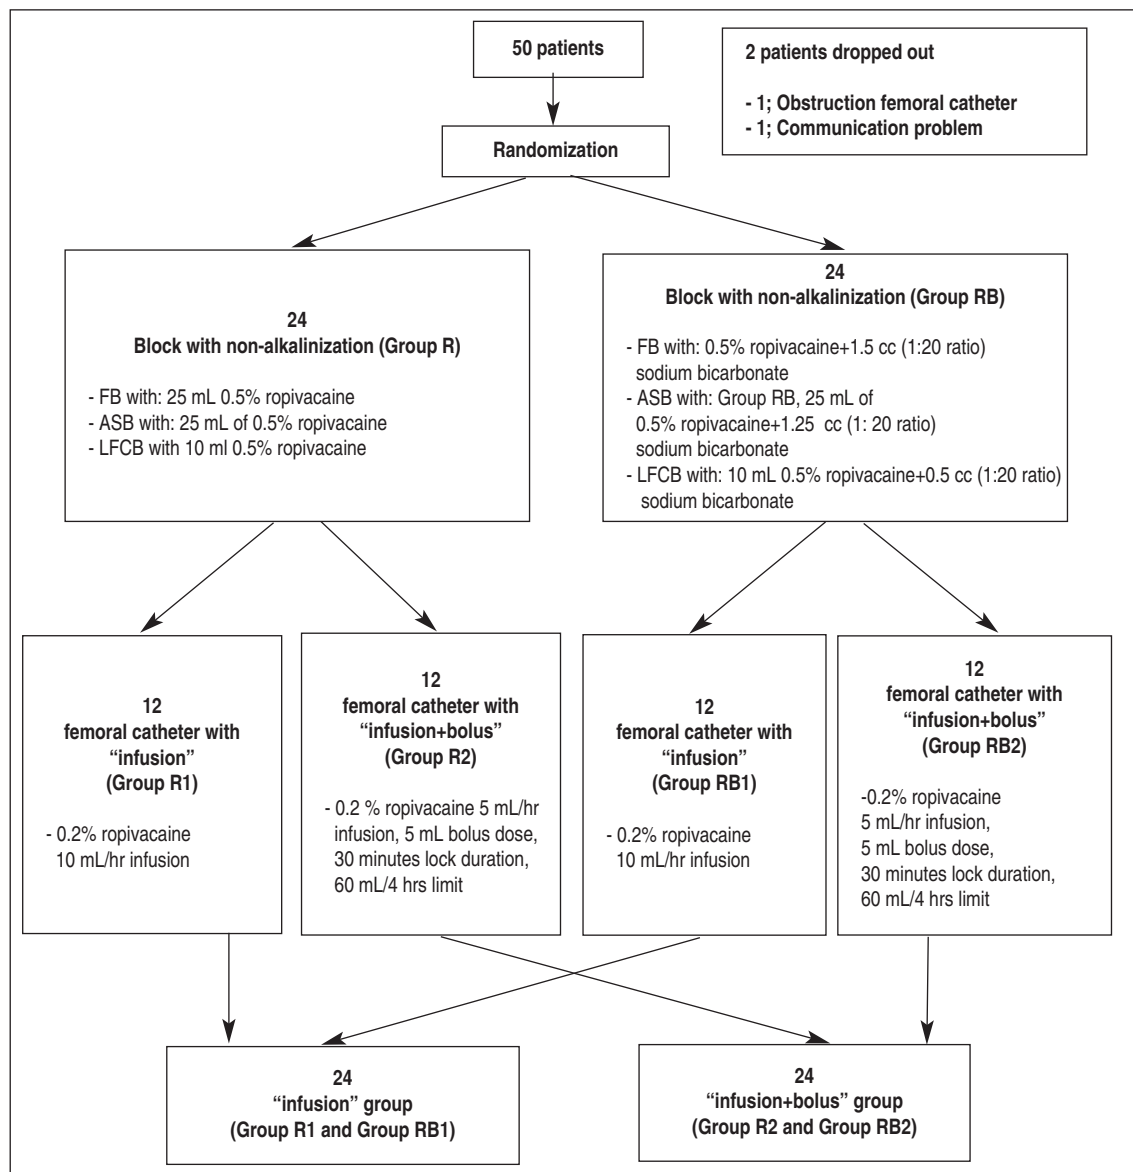 50 patients
2 patients dropped out
- 1; Obstruction femoral catheter
- 1; Communication problem
Randomization
24
Block with non-alkalinization (Group R)
- FB with: 25 mL 0.5% ropivacaine
- ASB with: 25 mL of 0.5% ropivacaine
- LFCB with 10 ml 0.5% ropivacaine
24
Block with non-alkalinization (Group RB)
- FB with: 0.5% ropivacaine+1.5 cc (1:20 ratio)
sodium bicarbonate
- ASB with: Group RB, 25 mL of
0.5% ropivacaine+1.25 cc (1: 20 ratio)
sodium bicarbonate
- LFCB with: 10 mL 0.5% ropivacaine+0.5 cc (1:20 ratio)
sodium bicarbonate
12
femoral catheter with
“infusion”
(Group R1)
- 0.2% ropivacaine
10 mL/hr infusion
12
femoral catheter with
“infusion+bolus”
(Group R2)
- 0.2 % ropivacaine 5 mL/hr
infusion, 5 mL bolus dose,
30 minutes lock duration,
60 mL/4 hrs limit
12
femoral catheter with
“infusion”
(Group RB1)
- 0.2% ropivacaine
10 mL/hr infusion
12
femoral catheter with
“infusion+bolus”
(Group RB2)
-0.2% ropivacaine
5 mL/hr infusion,
5 mL bolus dose,
30 minutes lock duration,
60 mL/4 hrs limit
24
“infusion” group
(Group R1 and Group RB1)
24
“infusion+bolus” group
(Group R2 and Group RB2)